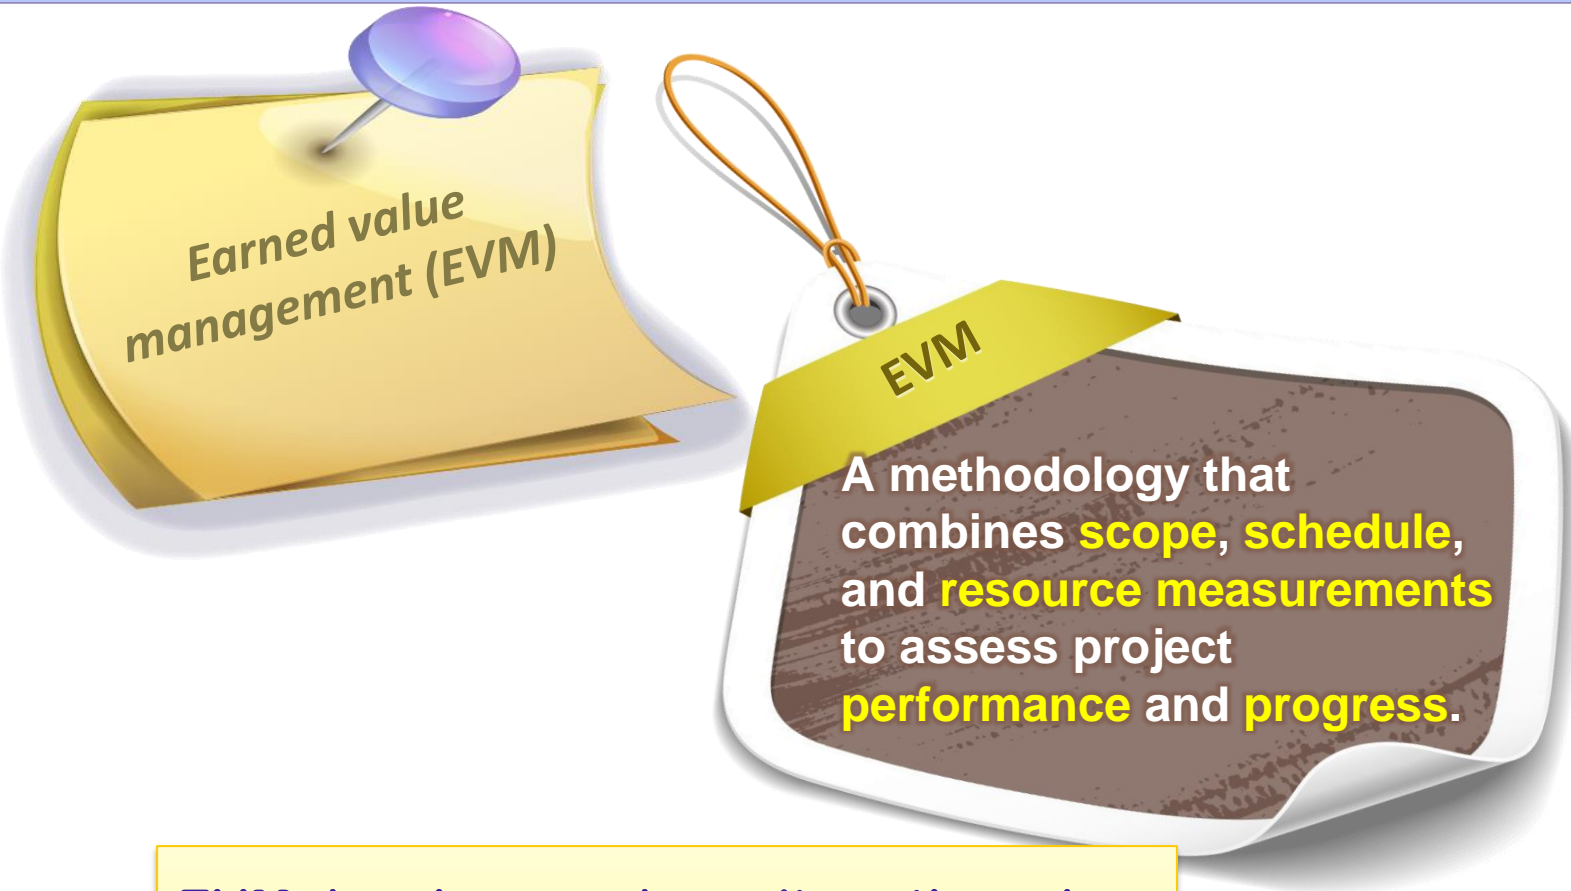 Earned value
management (EVM)
EVM
A methodology that
combines scope, schedule,
and resource measurements
to assess project
performance and progress.